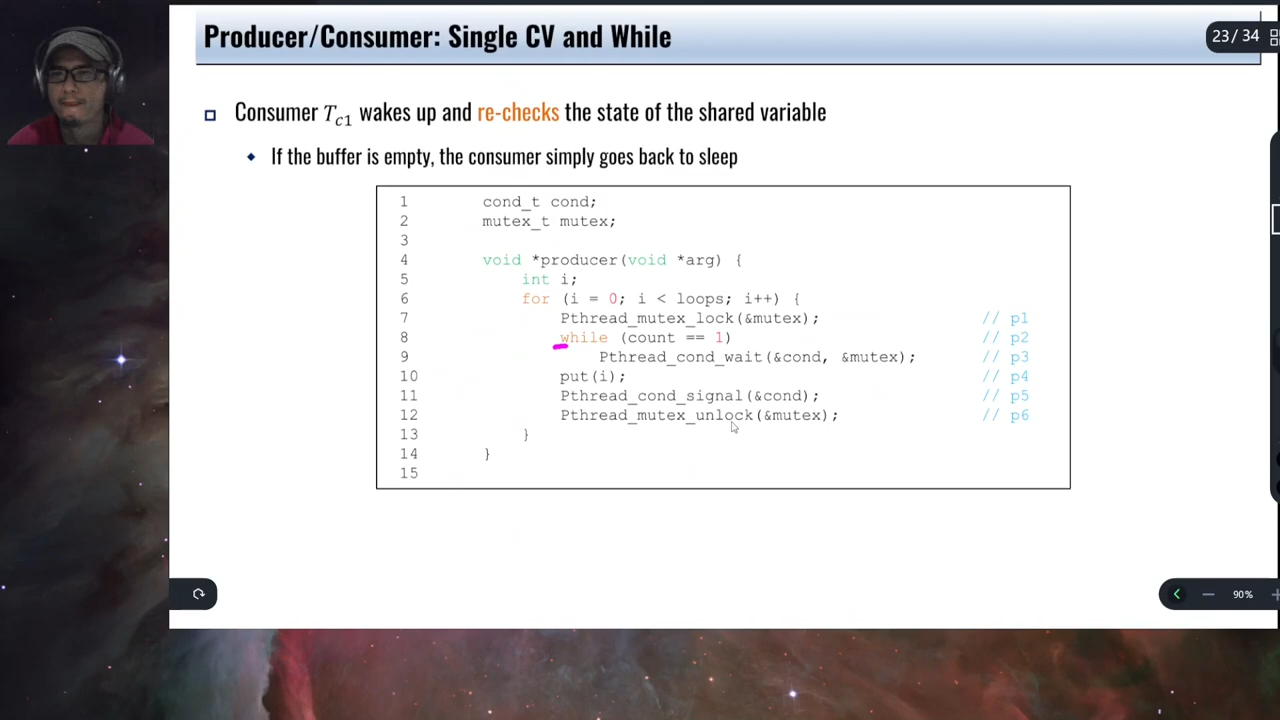 Producer/Consumer: Single CV and While
23 / 34
Consumer T_c1 wakes up and re-checks the state of the shared variable
If the buffer is empty, the consumer simply goes back to sleep
1 cond_t cond;
2 mutex_t mutex;
3
4 void *producer(void *arg) {
5 int i;
6 for (i = 0; i < loops; i++) {
7 Pthread_mutex_lock(&mutex); // p1
8 while (count == 1) // p2
9 Pthread_cond_wait(&cond, &mutex); // p3
10 put(i); // p4
11 Pthread_cond_signal(&cond); // p5
12 Pthread_mutex_unlock(&mutex); // p6
13 }
14 }
15
90%